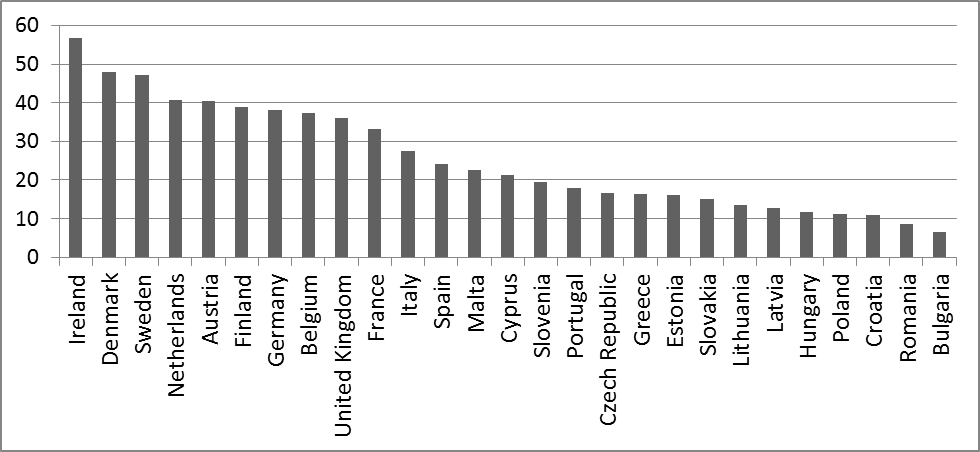 60
50
40
30
20
10
0
Ireland
Denmark
Sweden
Netherlands
Austria
Finland
Germany
Belgium
United Kingdom
France
Italy
Spain
Malta
Cyprus
Slovenia
Portugal
Czech Republic
Greece
Estonia
Slovakia
Lithuania
Latvia
Hungary
Poland
Croatia
Romania
Bulgaria